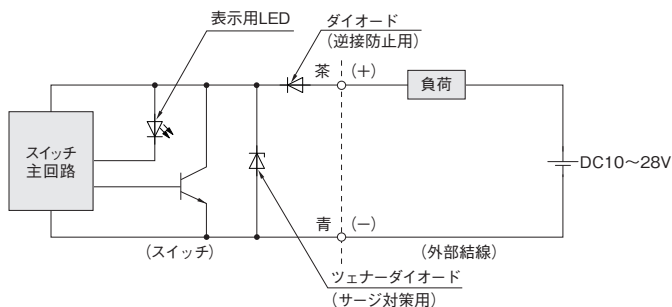 表示用LED
ダイオード
(逆接防止用)
茶 (+)
負荷
スイッチ
主回路
DC10～28V
青 (−)
(スイッチ)
(外部結線)
ツェナーダイオード
(サージ対策用)